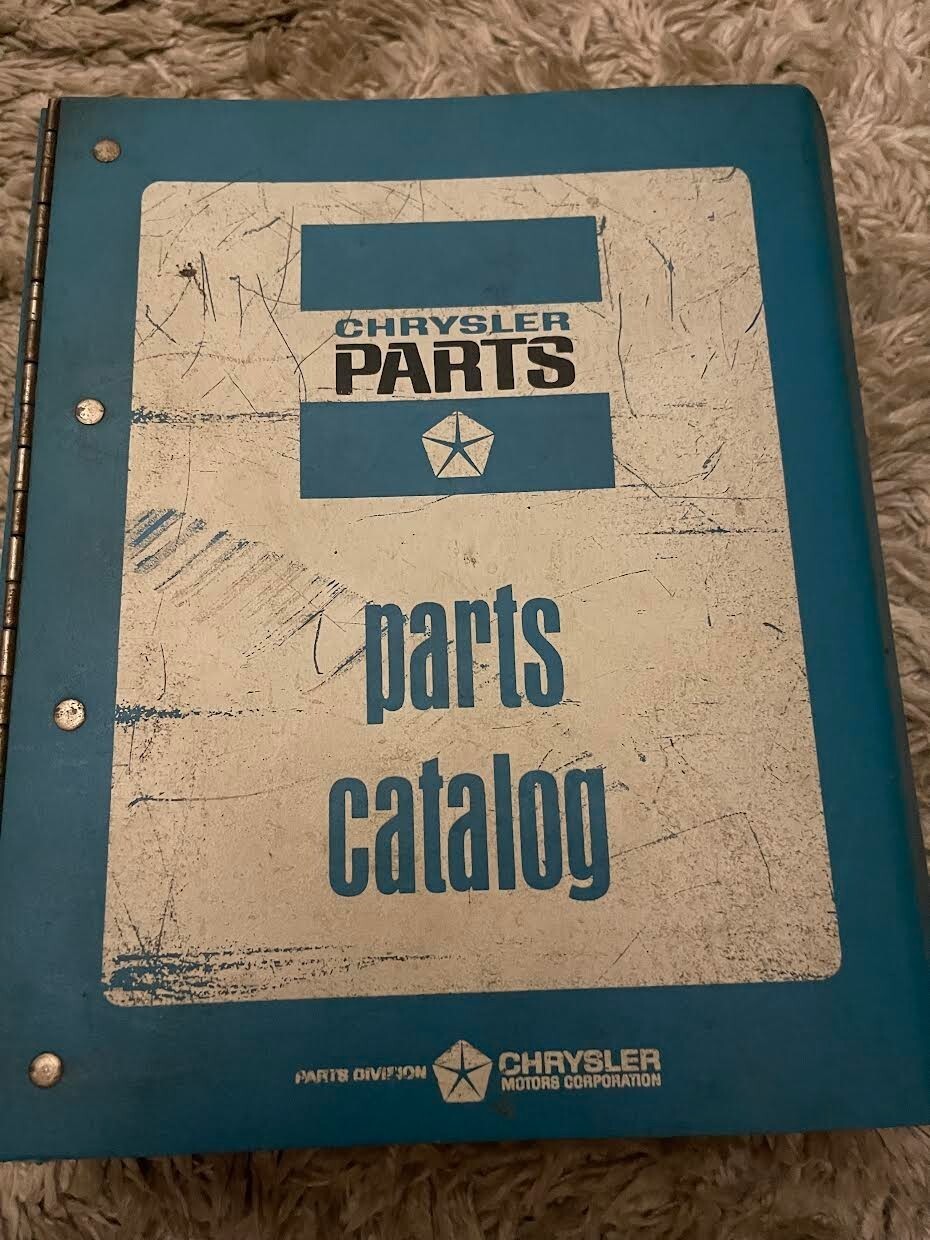 CHRYSLER
PARTS
parts
catalog
PARTS DIVISION
CHRYSLER
MOTORS CORPORATION